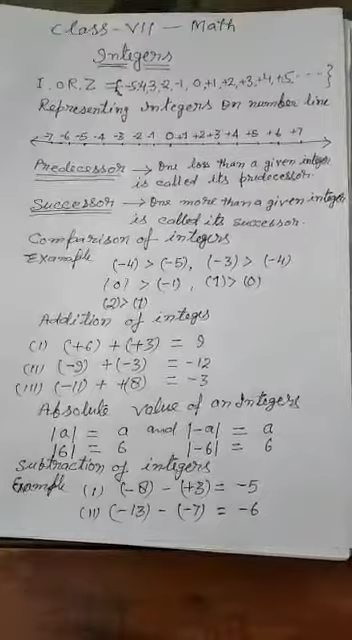 Class-VII - Math
Integers
I. OR. Z = {-5,4,3,-2,-1, 0,+1,+2,+3,+4,+5, ....}
Representing integers on number line
-7 -6 -5 -4 -3 -2 -1 0 +1 +2 +3 +4 +5 +6 +7
Predecessor → One less than a given integer
is called its predecessor.
Successor → One more than a given integer
is called its successor.
Comparison of integers
Example (-4) > (-5), (-3) > (-4)
(0) > (-1), (1) > (0)
(2) > (1)
Addition of integers
(i) (+6) + (+3) = 9
(ii) (-9) + (-3) = -12
(iii) (-11) + +(8) = -3
Absolute value of an Integers
|a| = a and |-a| = a
|6| = 6 |-6| = 6
Subtraction of integers
Example (i) (-8) - (+3) = -5
(ii) (-13) - (-7) = -6